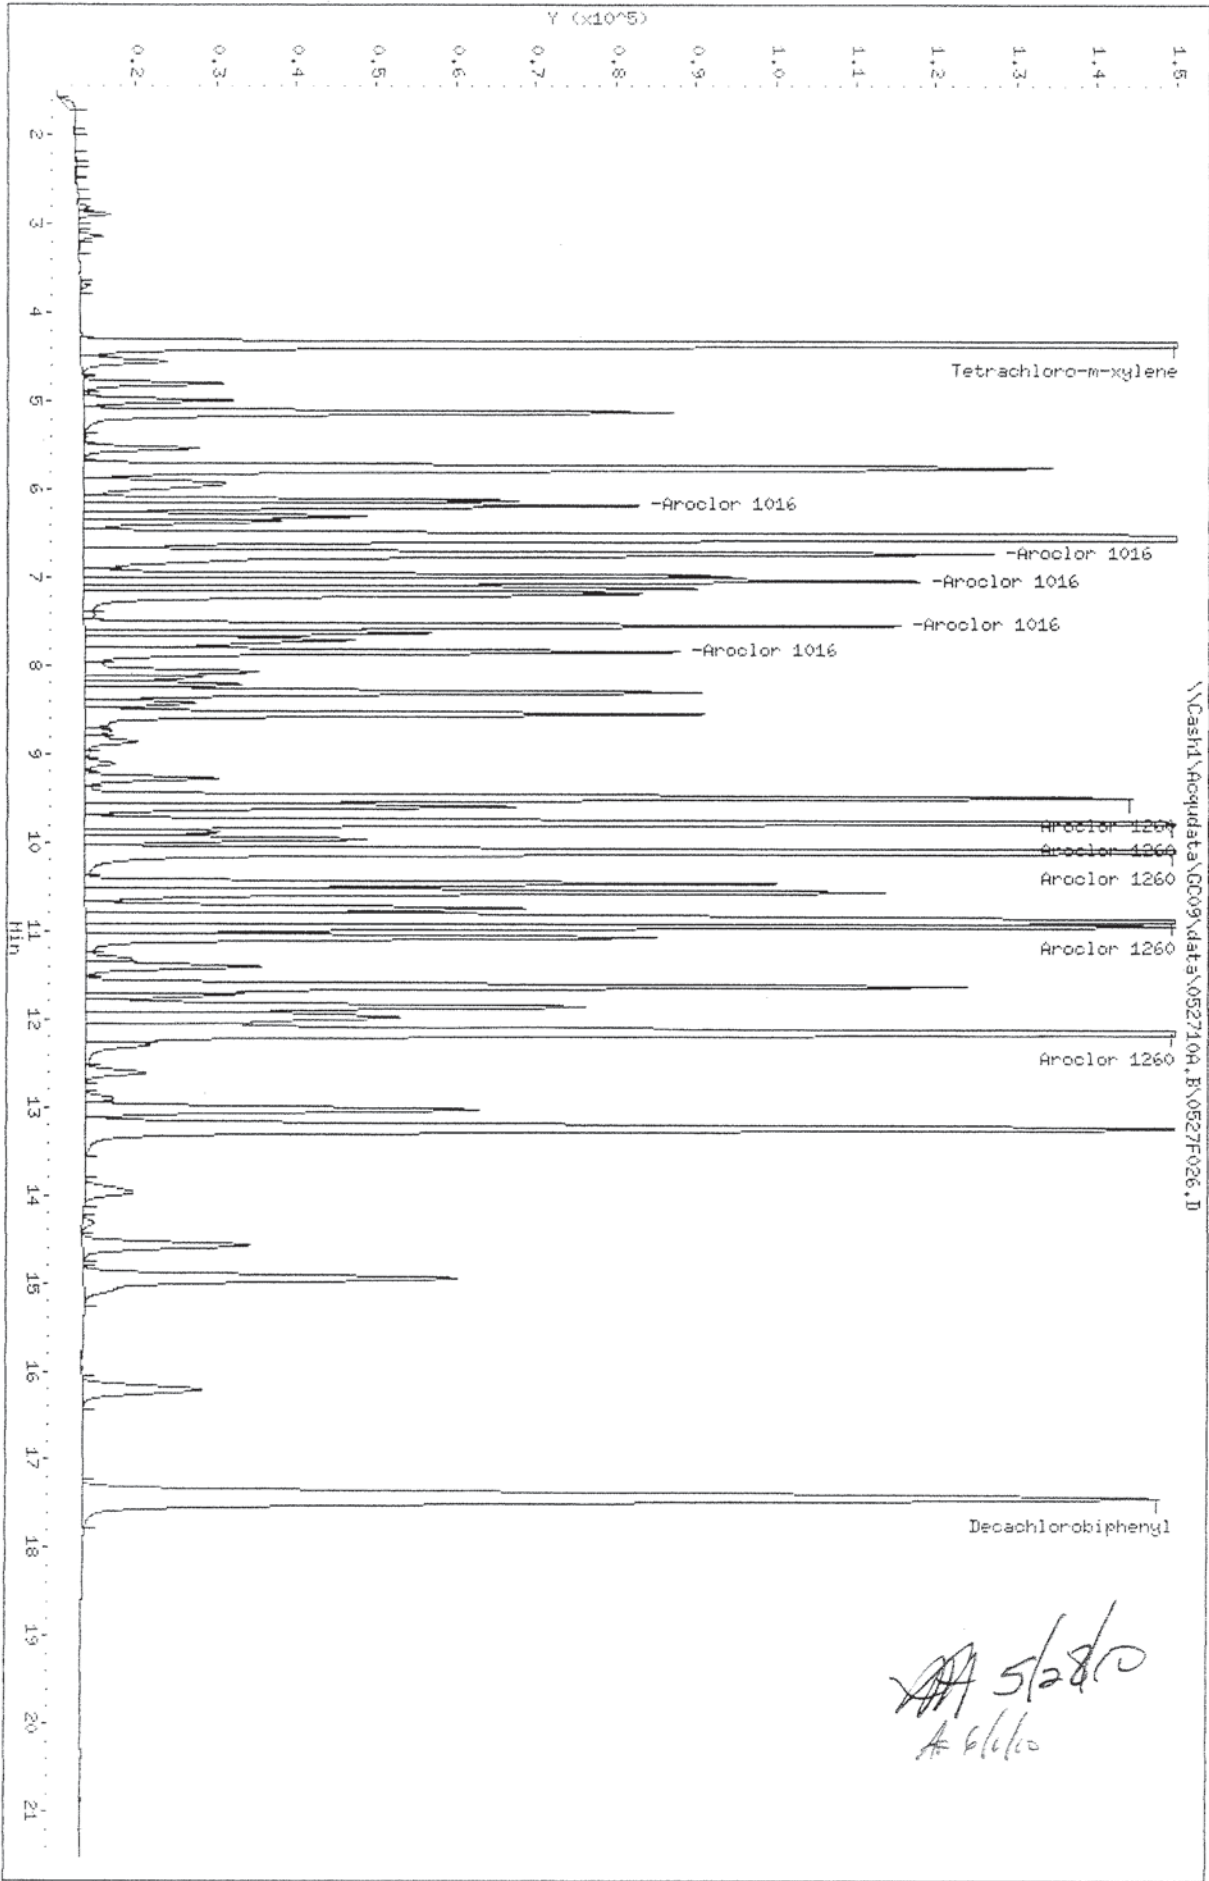 Y (x10^5)
0.2
0.3
0.4
0.5
0.6
0.7
0.8
0.9
1.0
1.1
1.2
1.3
1.4
1.5
\\Cash1\Acqudata\GC09\data\052710A.B\0527F026.D
Tetrachloro-m-xylene
-Aroclor 1016
-Aroclor 1016
-Aroclor 1016
-Aroclor 1016
-Aroclor 1016
Aroclor 1260
Aroclor 1260
Aroclor 1260
Aroclor 1260
Aroclor 1260
Decachlorobiphenyl
2
3
4
5
6
7
8
9
10
11
12
13
14
15
16
17
18
19
20
21
Min
5/28/10
6/1/10